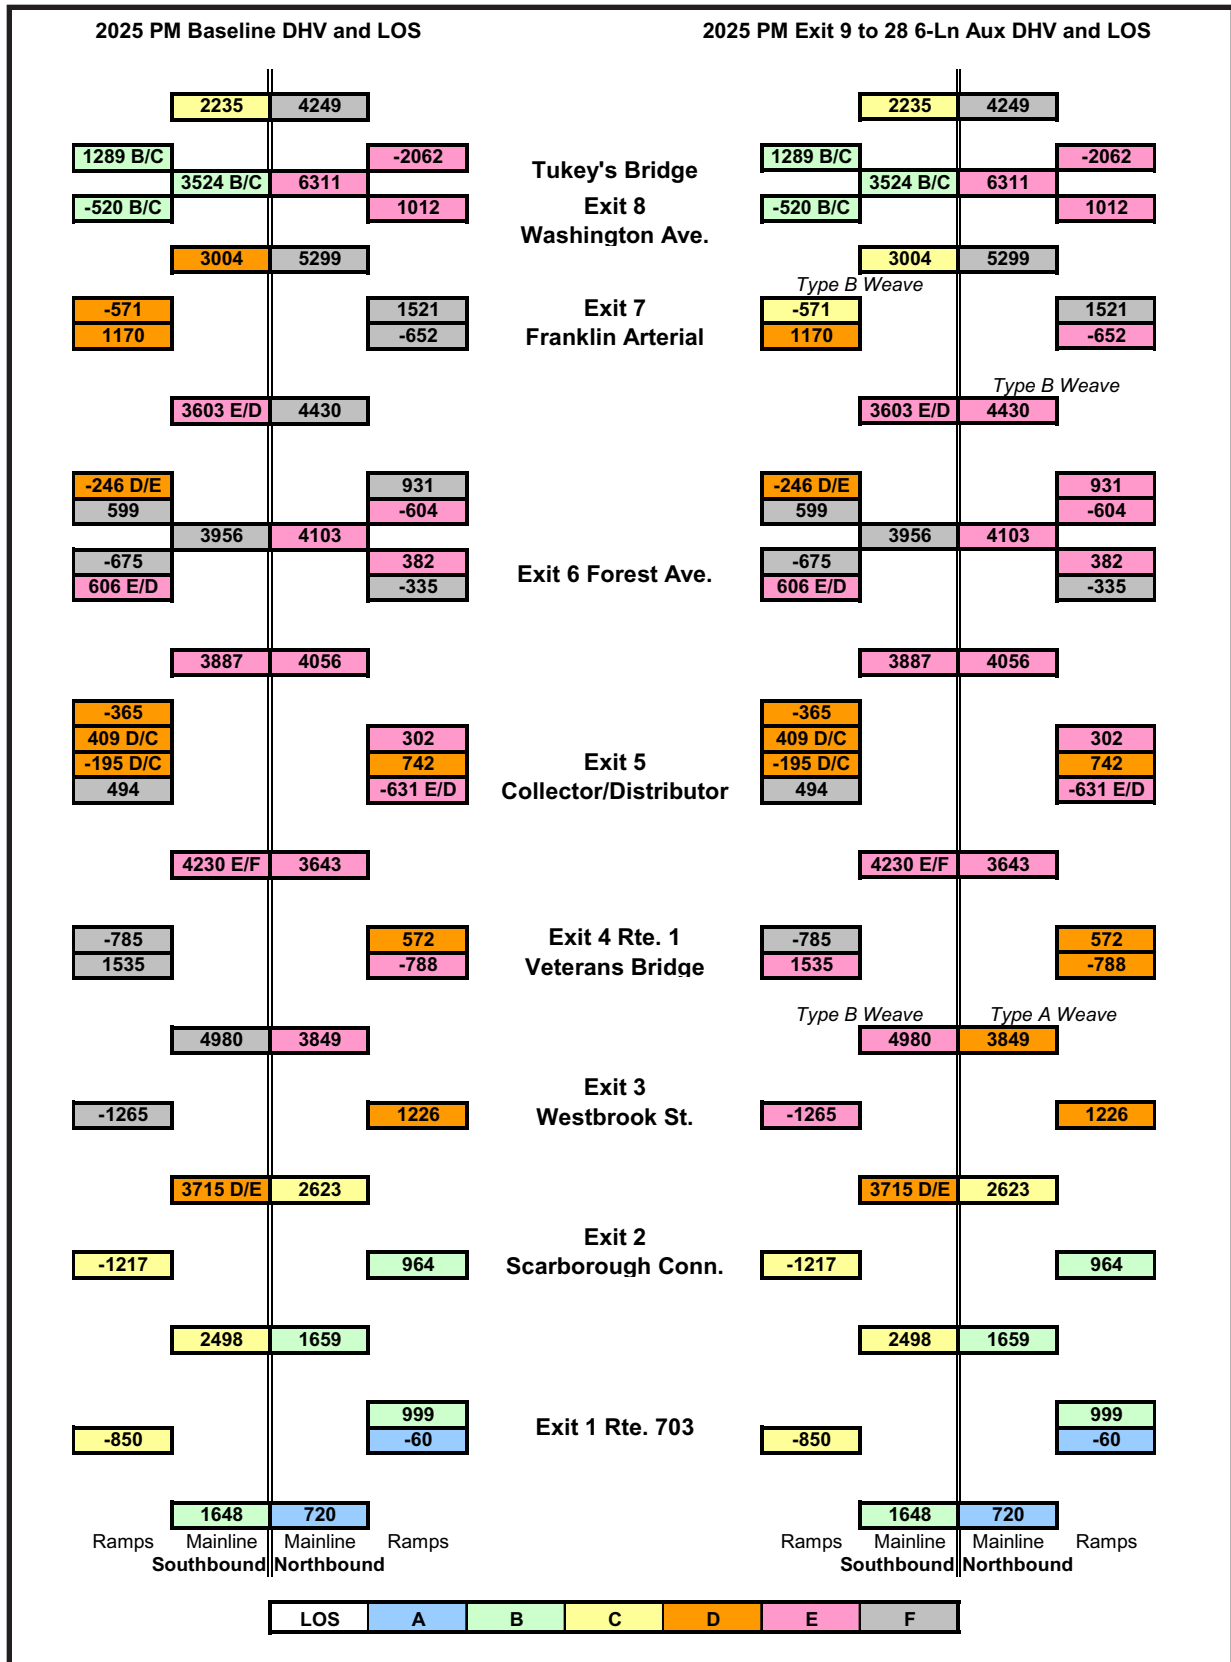 2025 PM Baseline DHV and LOS 2025 PM Exit 9 to 28 6-Ln Aux DHV and LOS
2235 4249 2235 4249
1289 B/C -2062 1289 B/C -2062
Tukey's Bridge
3524 B/C 6311 3524 B/C 6311
-520 B/C 1012 Exit 8 -520 B/C 1012
Washington Ave.
3004 5299 3004 5299
Type B Weave
-571 1521 Exit 7 -571 1521
1170 -652 Franklin Arterial 1170 -652
Type B Weave
3603 E/D 4430 3603 E/D 4430
-246 D/E 931 -246 D/E 931
599 -604 599 -604
3956 4103 3956 4103
-675 382 -675 382
Exit 6 Forest Ave.
606 E/D -335 606 E/D -335
3887 4056 3887 4056
-365 -365
409 D/C 302 409 D/C 302
-195 D/C 742 Exit 5 -195 D/C 742
494 -631 E/D Collector/Distributor 494 -631 E/D
4230 E/F 3643 4230 E/F 3643
-785 572 Exit 4 Rte. 1 -785 572
1535 -788 Veterans Bridge 1535 -788
Type B Weave Type A Weave
4980 3849 4980 3849
Exit 3
-1265 1226 Westbrook St. -1265 1226
3715 D/E 2623 3715 D/E 2623
Exit 2
-1217 964 Scarborough Conn. -1217 964
2498 1659 2498 1659
999 999
Exit 1 Rte. 703
-850 -60 -850 -60
1648 720 1648 720
Ramps Mainline Mainline Ramps Ramps Mainline Mainline Ramps
Southbound Northbound Southbound Northbound
LOS A B C D E F